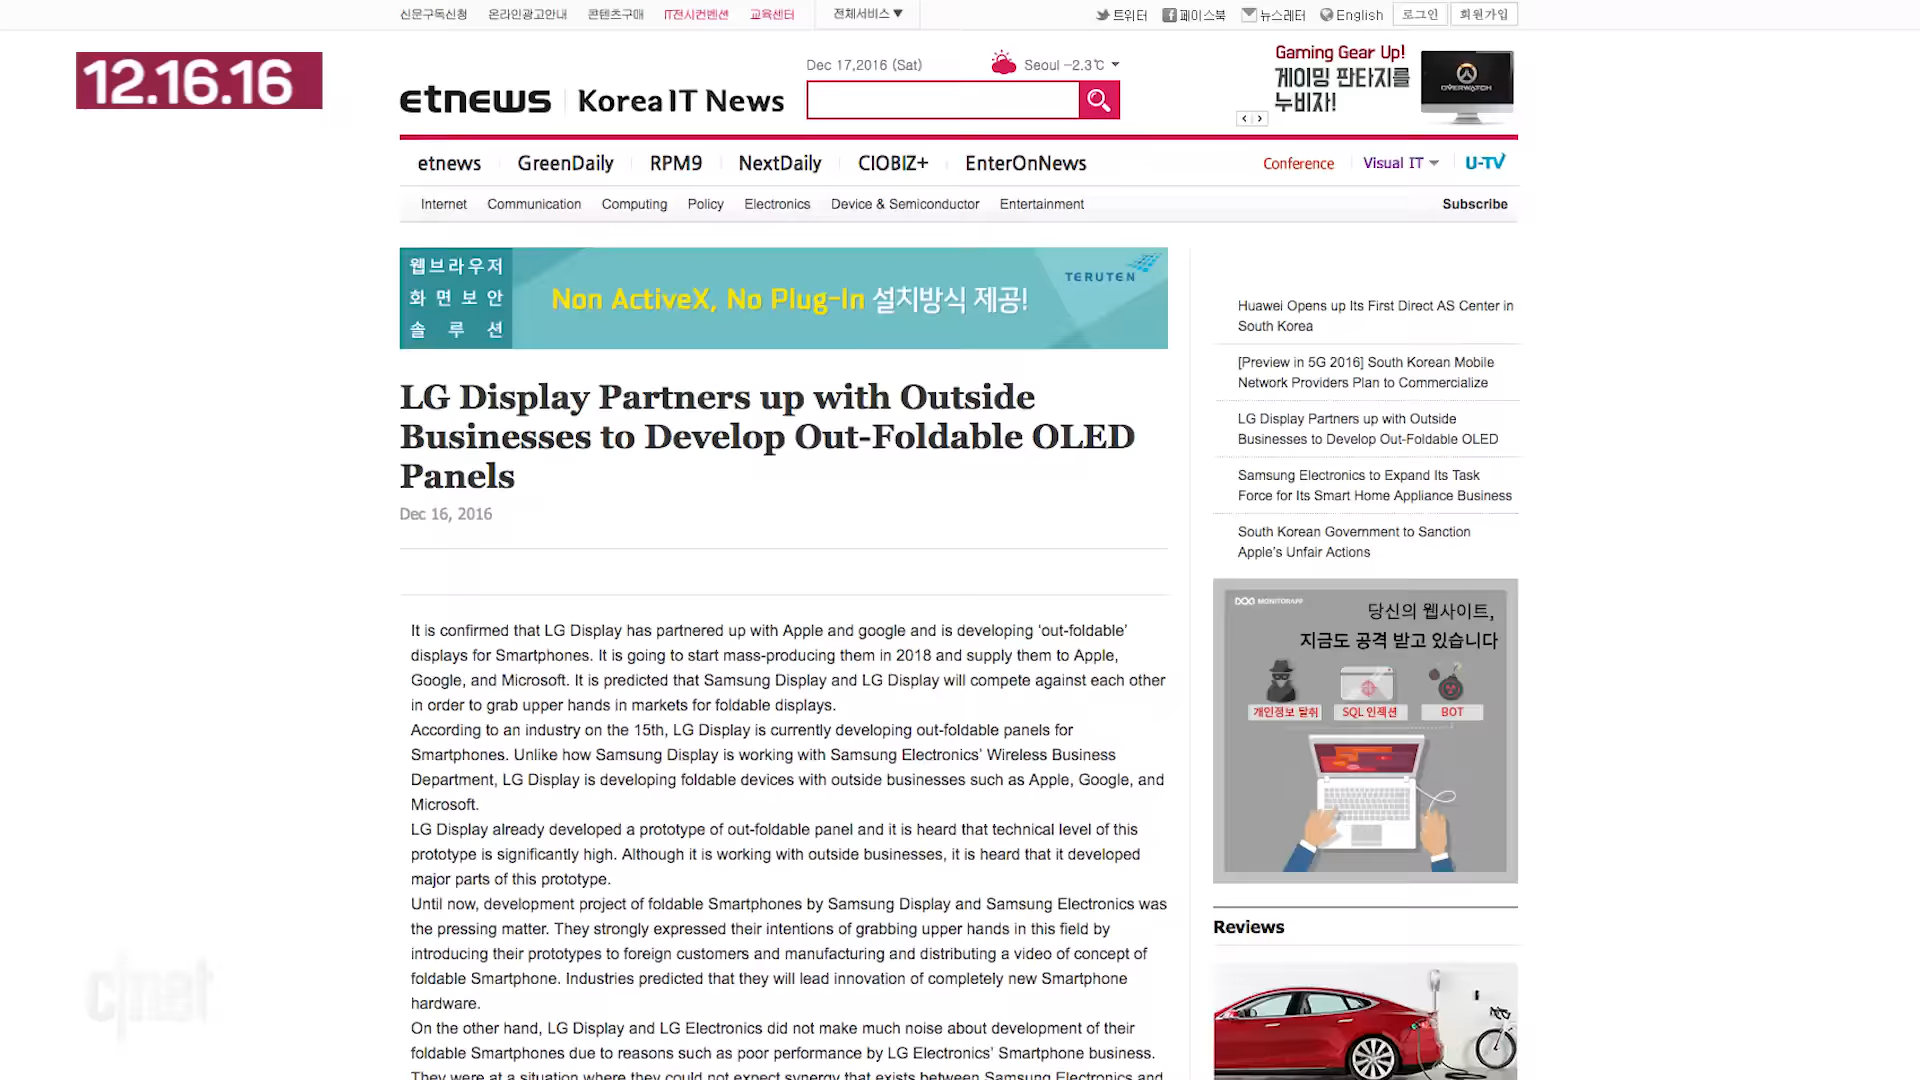 신문구독신청 온라인광고안내 콘텐츠구매 IT전시컨벤션 교육센터 전체서비스▼ 트위터 페이스북 뉴스레터 English 로그인 회원가입
12.16.16
Dec 17,2016 (Sat) Seoul −2.3℃
etnews Korea IT News
Gaming Gear Up!
게이밍 판타지를
누비자!
OVERWATCH
etnews GreenDaily RPM9 NextDaily CIOBIZ+ EnterOnNews Conference Visual IT U-TV
Internet Communication Computing Policy Electronics Device & Semiconductor Entertainment Subscribe
웹브라우저
화면보안
솔루션
Non ActiveX, No Plug-In 설치방식 제공!
TERUTEN
LG Display Partners up with Outside
Businesses to Develop Out-Foldable OLED
Panels
Dec 16, 2016
It is confirmed that LG Display has partnered up with Apple and google and is developing ‘out-foldable’
displays for Smartphones. It is going to start mass-producing them in 2018 and supply them to Apple,
Google, and Microsoft. It is predicted that Samsung Display and LG Display will compete against each other
in order to grab upper hands in markets for foldable displays.
According to an industry on the 15th, LG Display is currently developing out-foldable panels for
Smartphones. Unlike how Samsung Display is working with Samsung Electronics’ Wireless Business
Department, LG Display is developing foldable devices with outside businesses such as Apple, Google, and
Microsoft.
LG Display already developed a prototype of out-foldable panel and it is heard that technical level of this
prototype is significantly high. Although it is working with outside businesses, it is heard that it developed
major parts of this prototype.
Until now, development project of foldable Smartphones by Samsung Display and Samsung Electronics was
the pressing matter. They strongly expressed their intentions of grabbing upper hands in this field by
introducing their prototypes to foreign customers and manufacturing and distributing a video of concept of
foldable Smartphone. Industries predicted that they will lead innovation of completely new Smartphone
hardware.
On the other hand, LG Display and LG Electronics did not make much noise about development of their
foldable Smartphones due to reasons such as poor performance by LG Electronics’ Smartphone business.
They were at a situation where they could not expect synergy that exists between Samsung Electronics and
Huawei Opens up Its First Direct AS Center in
South Korea
[Preview in 5G 2016] South Korean Mobile
Network Providers Plan to Commercialize
LG Display Partners up with Outside
Businesses to Develop Out-Foldable OLED
Samsung Electronics to Expand Its Task
Force for Its Smart Home Appliance Business
South Korean Government to Sanction
Apple’s Unfair Actions
MONITORAPP
당신의 웹사이트,
지금도 공격 받고 있습니다
개인정보 탈취 SQL 인젝션 BOT
Reviews
c|net